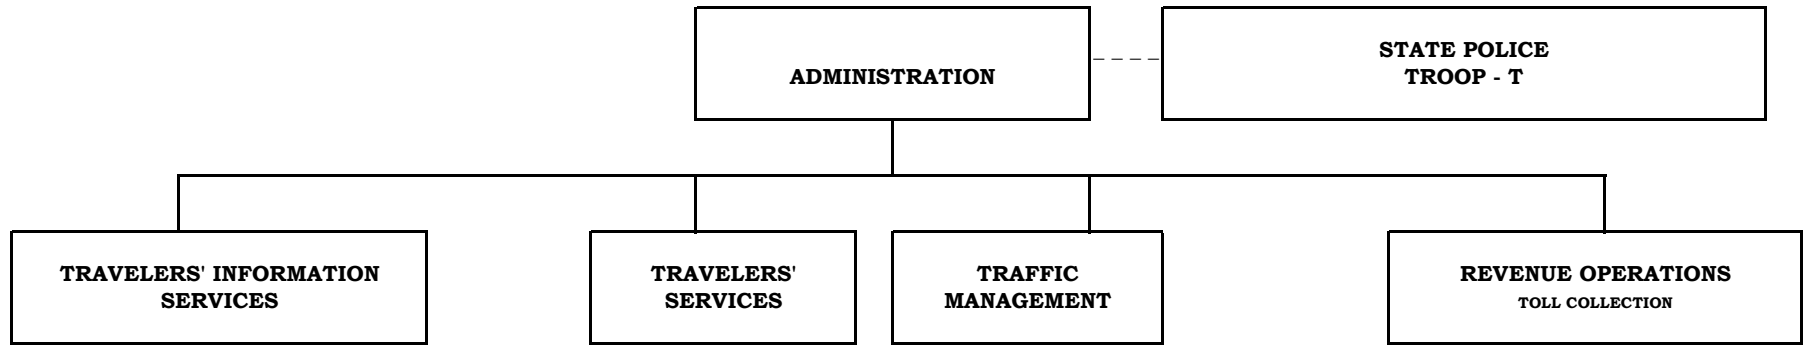 ADMINISTRATION
STATE POLICE
TROOP - T
TRAVELERS' INFORMATION
SERVICES
TRAVELERS'
SERVICES
TRAFFIC
MANAGEMENT
REVENUE OPERATIONS
TOLL COLLECTION